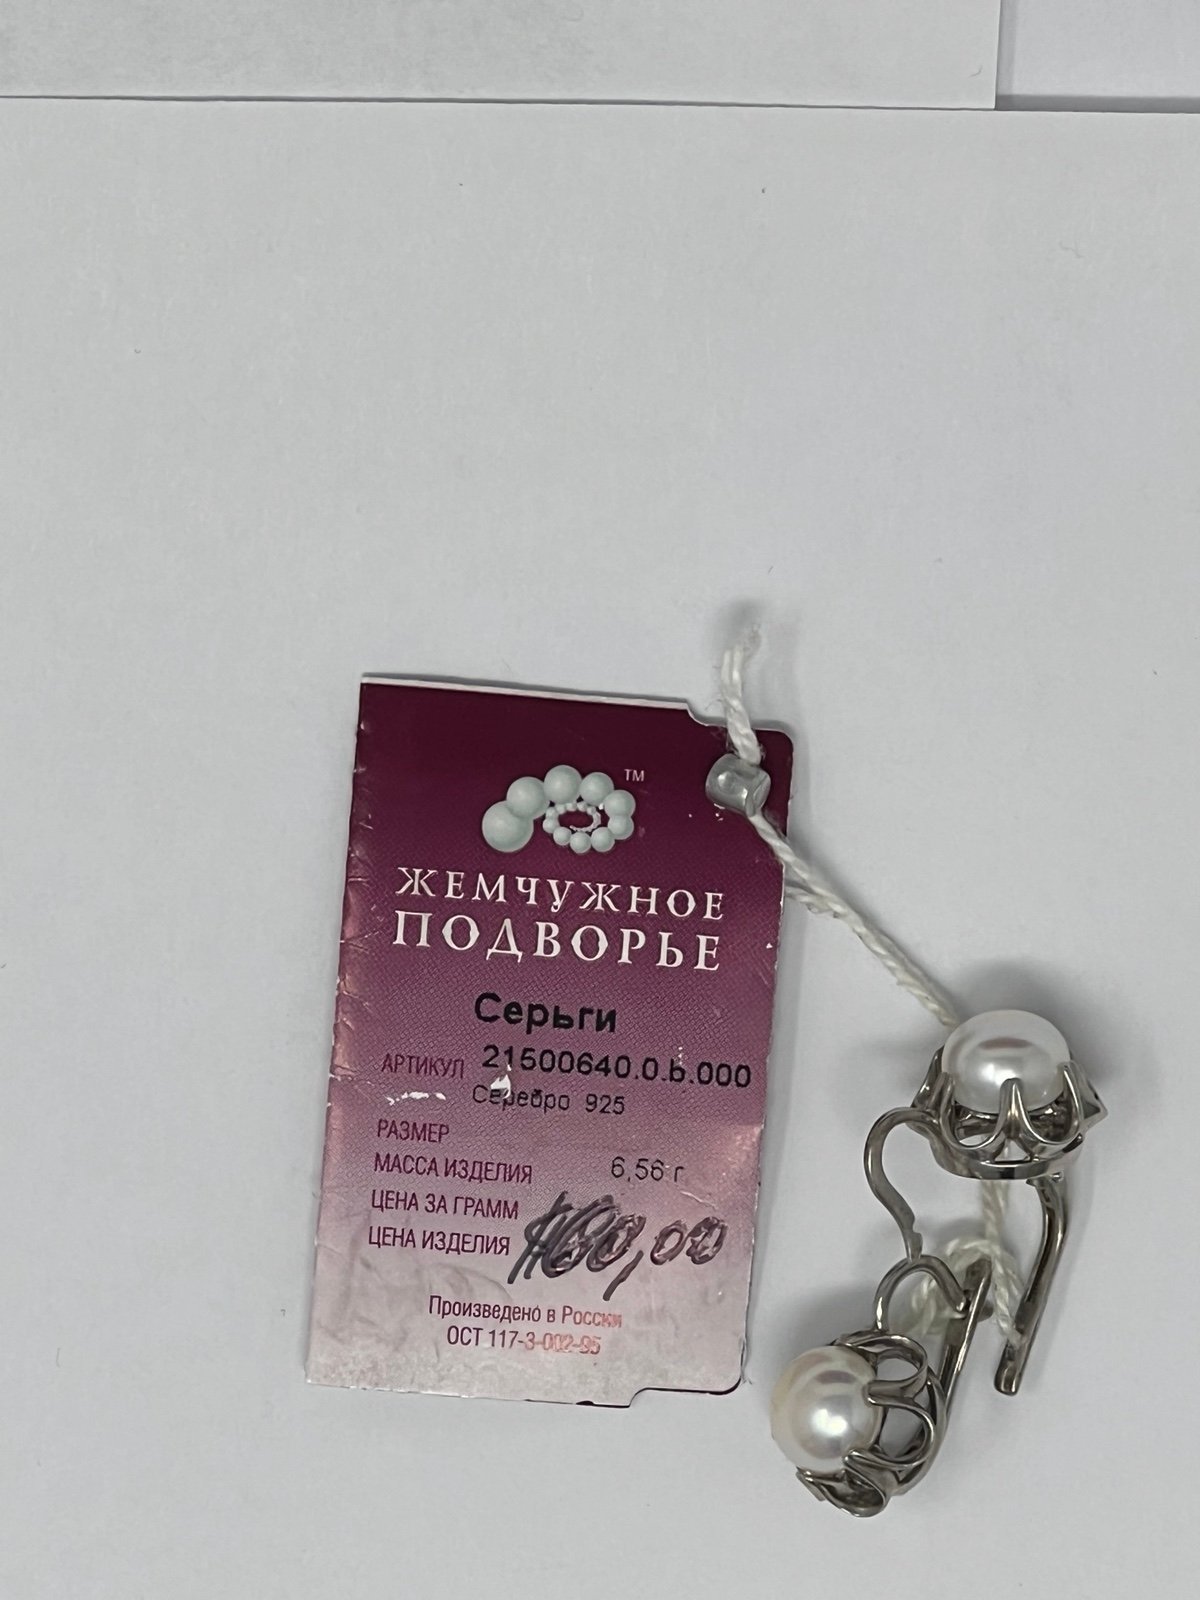 TM
ЖЕМЧУЖНОЕ
ПОДВОРЬЕ
Серьги
АРТИКУЛ 21500640.0.b.000
Серебро 925
РАЗМЕР
МАССА ИЗДЕЛИЯ 6,56 г
ЦЕНА ЗА ГРАММ
ЦЕНА ИЗДЕЛИЯ
Произведено в России
ОСТ 117-3-002-95